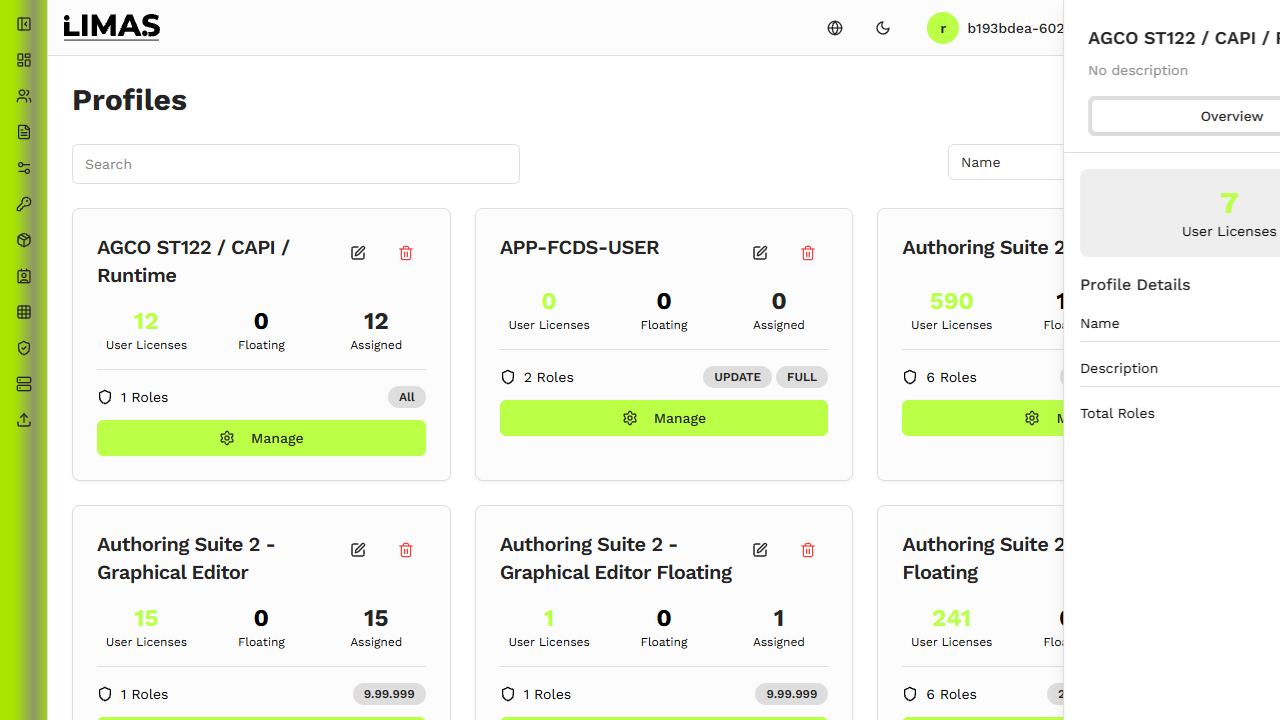 LIMAS
r
b193bdea-602
Profiles
Search
Name
AGCO ST122 / CAPI /
Runtime
12
User Licenses
0
Floating
12
Assigned
1 Roles
All
Manage
APP-FCDS-USER
0
User Licenses
0
Floating
0
Assigned
2 Roles
UPDATE
FULL
Manage
Authoring Suite 2
590
User Licenses
6 Roles
Authoring Suite 2 -
Graphical Editor
15
User Licenses
0
Floating
15
Assigned
1 Roles
9.99.999
Authoring Suite 2 -
Graphical Editor Floating
1
User Licenses
0
Floating
1
Assigned
1 Roles
9.99.999
Authoring Suite 2
Floating
241
User Licenses
6 Roles
AGCO ST122 / CAPI /
No description
Overview
7
User Licenses
Profile Details
Name
Description
Total Roles